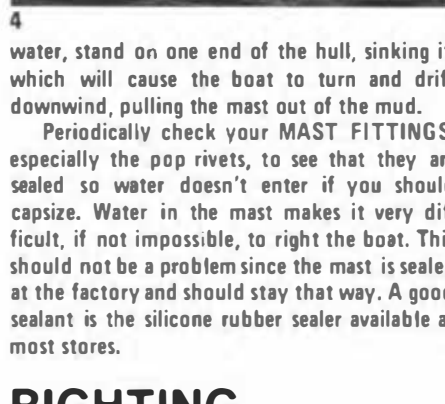 4
water, stand on one end of the hull, sinking i
which will cause the boat to turn and drif
downwind, pulling the mast out of the mud.
Periodically check your MAST FITTINGS
especially the pop rivets, to see that they ar
sealed so water doesn't enter if you shoul
capsize. Water in the mast makes it very di
ficult, if not impossible, to right the boat. Thi
should not be a problem since the mast is seale
at the factory and should stay that way. A good
sealant is the silicone rubber sealer available a
most stores.
RIGHTING